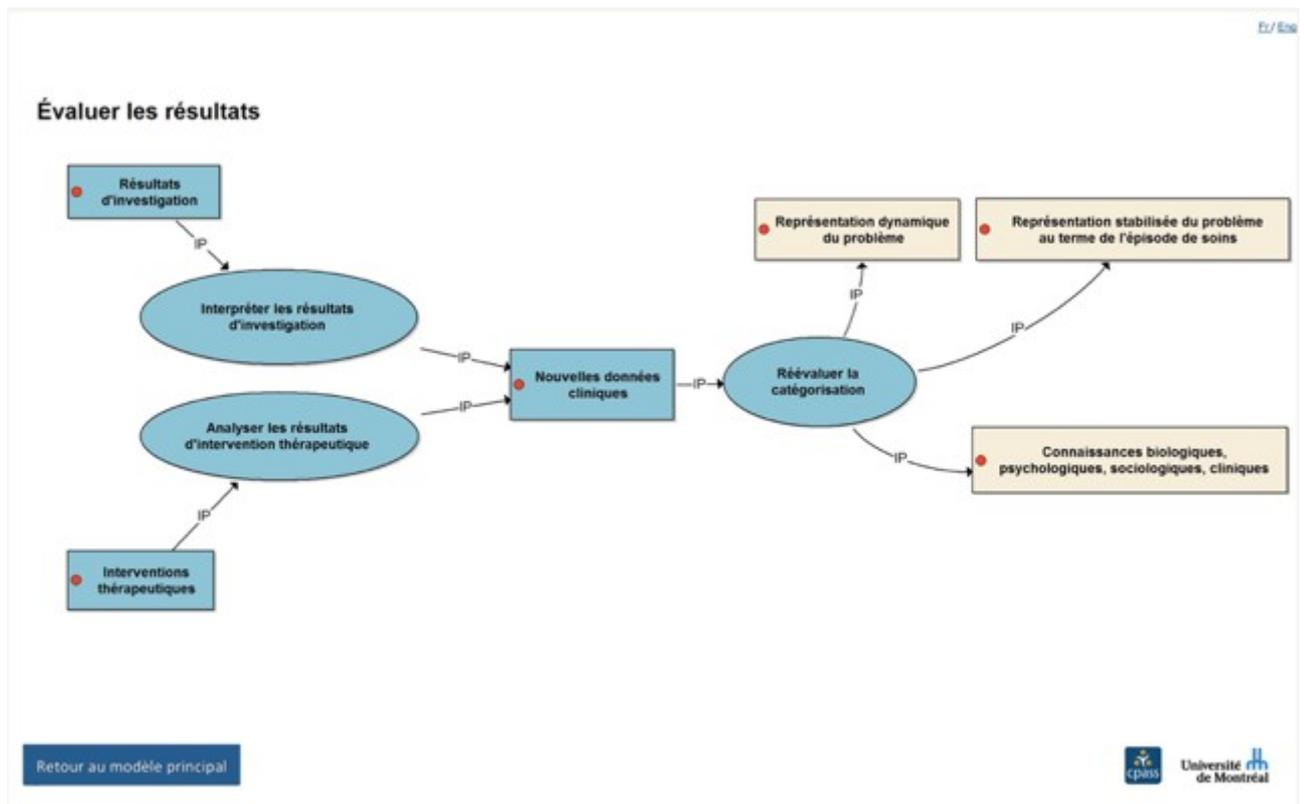 Fr/ Eng
Évaluer les résultats
Résultats
d'investigation
IP
Interpréter les résultats
d'investigation
IP
Analyser les résultats
d'intervention thérapeutique
IP
IP
Interventions
thérapeutiques
Nouvelles données
cliniques
IP
Réévaluer la
catégorisation
IP
Représentation dynamique
du problème
IP
Représentation stabilisée du problème
au terme de l'épisode de soins
IP
Connaissances biologiques,
psychologiques, sociologiques, cliniques
Retour au modèle principal
cpass
Université
de Montréal